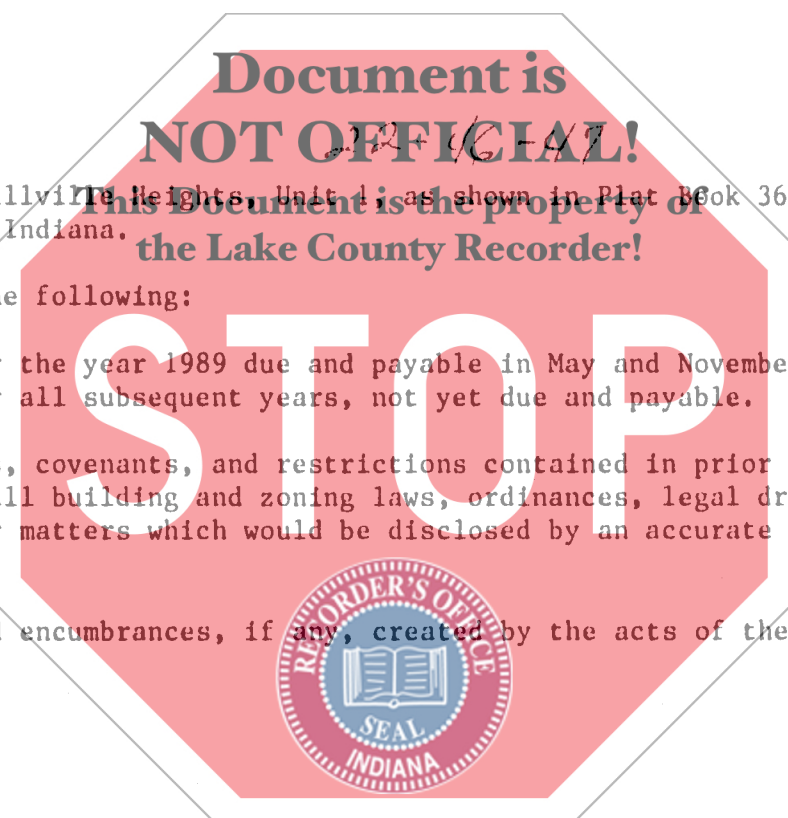 Document is
NOT OFFICIAL!
22-46-47
illville Heights, Unit 1, as shown in Plat Book 36
This Document is the property of
Indiana.
the Lake County Recorder!
e following:
the year 1989 due and payable in May and Novembe
all subsequent years, not yet due and payable.
STOP
, covenants, and restrictions contained in prior
ll building and zoning laws, ordinances, legal dr
matters which would be disclosed by an accurate
encumbrances, if any, created by the acts of the
RECORDER'S OFFICE
SEAL
INDIANA